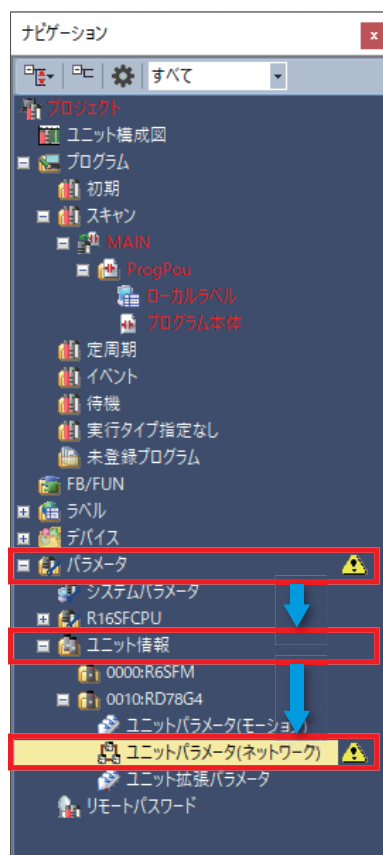 ナビゲーション
x
すべて
プロジェクト
ユニット構成図
プログラム
初期
スキャン
MAIN
ProgPou
ローカルラベル
プログラム本体
定周期
イベント
待機
実行タイプ指定なし
未登録プログラム
FB/FUN
ラベル
デバイス
パラメータ
システムパラメータ
R16SFCPU
ユニット情報
0000:R6SFM
0010:RD78G4
ユニットパラメータ(モーション)
ユニットパラメータ(ネットワーク)
ユニット拡張パラメータ
リモートパスワード